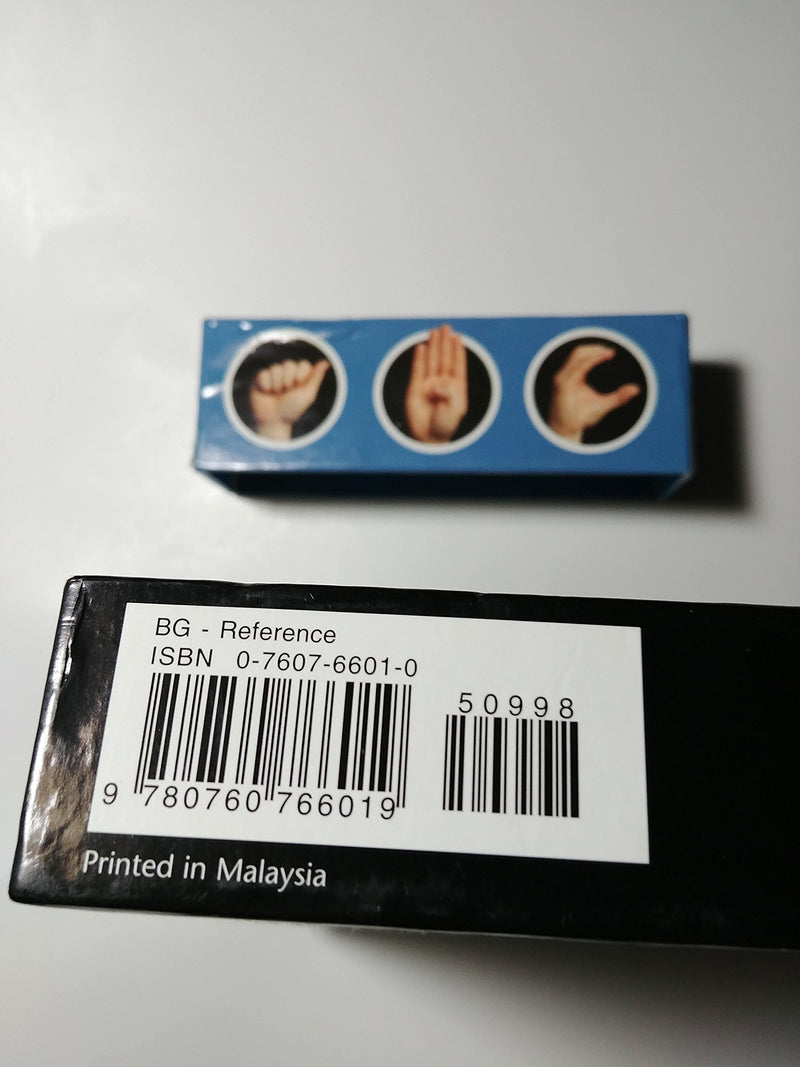 BG - Reference
ISBN 0-7607-6601-0
50998
9 780760 766019
Printed in Malaysia